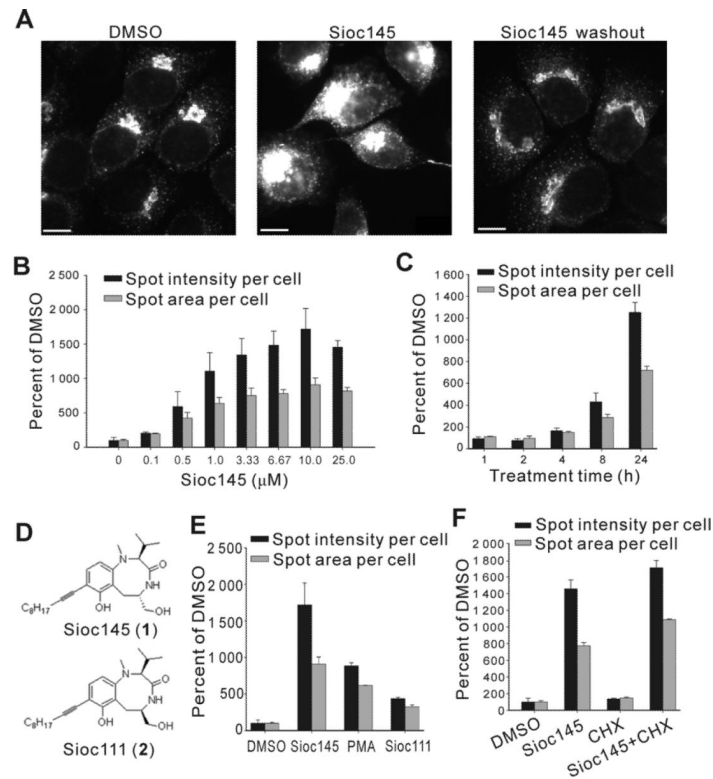 A
DMSO
Sioc145
Sioc145 washout
B
2 500
2 000
1 500
1 000
500
0
Percent of DMSO
Spot intensity per cell
Spot area per cell
0 0.1 0.5 1.0 3.33 6.67 10.0 25.0
Sioc145 (μM)
C
1 600
1 400
1 200
1 000
800
600
400
200
0
Percent of DMSO
Spot intensity per cell
Spot area per cell
1 2 4 8 24
Treatment time (h)
D
N
O
NH
OH
OH
C8H17
Sioc145 (1)
N
O
NH
OH
OH
C8H17
Sioc111 (2)
E
Spot intensity per cell
Spot area per cell
2 500
2 000
1 500
1 000
500
0
Percent of DMSO
DMSO Sioc145 PMA Sioc111
F
Spot intensity per cell
Spot area per cell
2 000
1 800
1 600
1 400
1 200
1 000
800
600
400
200
0
Percent of DMSO
DMSO
Sioc145
CHX
Sioc145+CHX